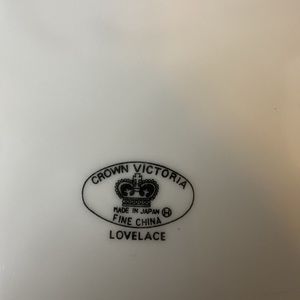 CROWN VICTORIA
MADE IN JAPAN H
FINE CHINA
LOVELACE